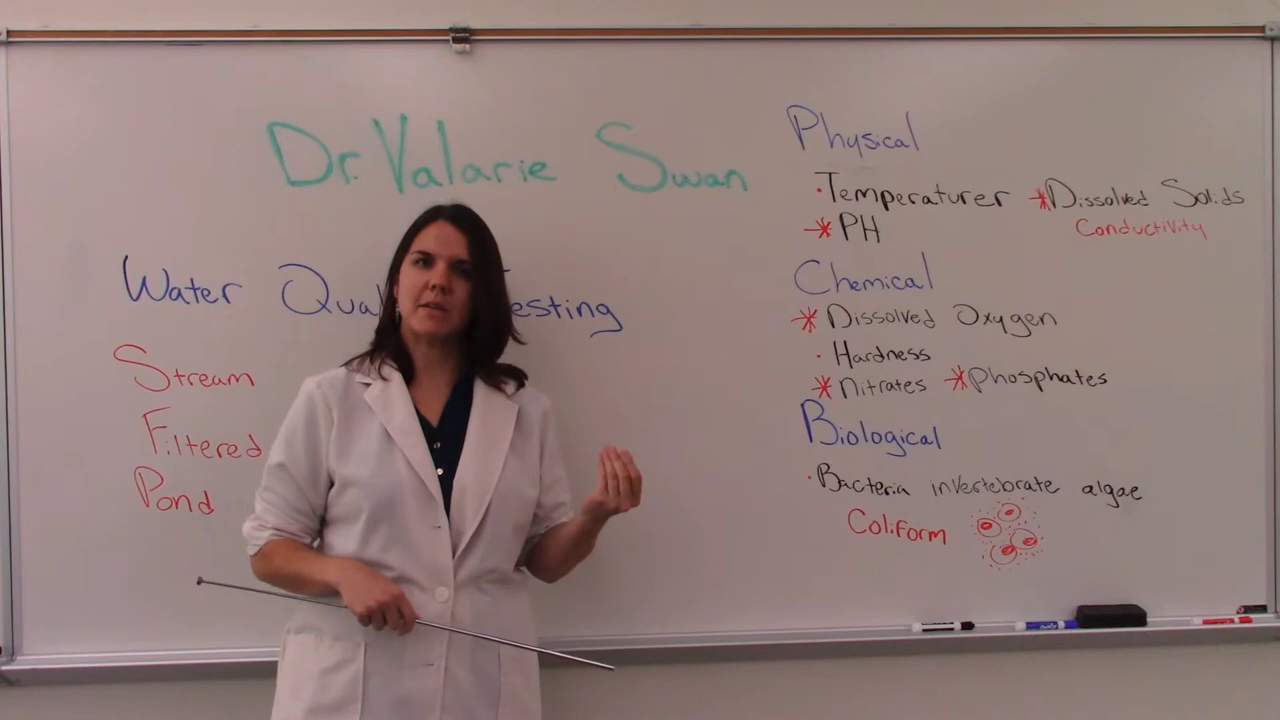 Dr. Valarie Swan
Water Qua esting
Stream
Filtered
Pond
Physical
·Temperaturer *Dissolved Solids
*PH Conductivity
Chemical
*Dissolved Oxygen
·Hardness
*Nitrates *Phosphates
Biological
·Bacteria invertebrate algae
Coliform